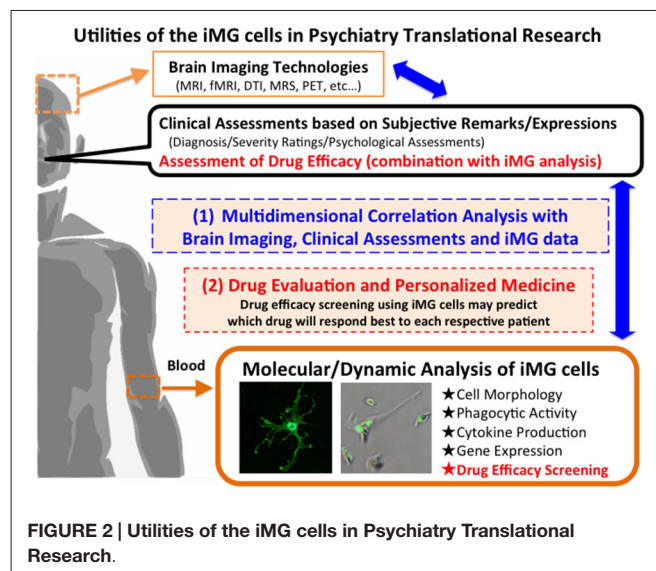 Utilities of the iMG cells in Psychiatry Translational Research
Brain Imaging Technologies
(MRI, fMRI, DTI, MRS, PET, etc...)
Clinical Assessments based on Subjective Remarks/Expressions
(Diagnosis/Severity Ratings/Psychological Assessments)
Assessment of Drug Efficacy (combination with iMG analysis)
(1) Multidimensional Correlation Analysis with
Brain Imaging, Clinical Assessments and iMG data
(2) Drug Evaluation and Personalized Medicine
Drug efficacy screening using iMG cells may predict
which drug will respond best to each respective patient
Blood
Molecular/Dynamic Analysis of iMG cells
★Cell Morphology
★Phagocytic Activity
★Cytokine Production
★Gene Expression
★Drug Efficacy Screening
FIGURE 2 | Utilities of the iMG cells in Psychiatry Translational
Research.